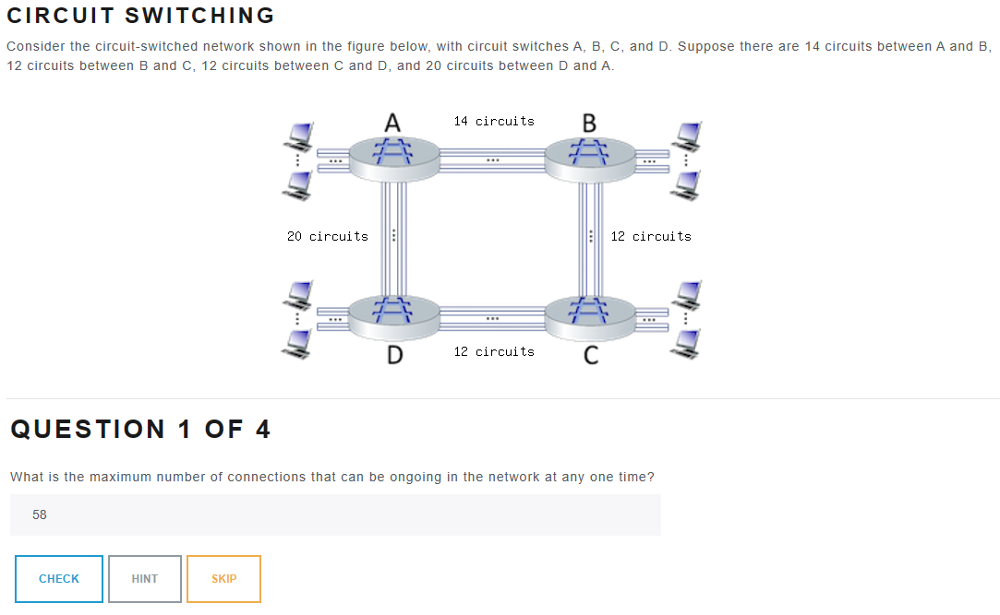 CIRCUIT SWITCHING
Consider the circuit-switched network shown in the figure below, with circuit switches A, B, C, and D. Suppose there are 14 circuits between A and B,
12 circuits between B and C, 12 circuits between C and D, and 20 circuits between D and A.
A
14 circuits
B
20 circuits
12 circuits
D
12 circuits
C
QUESTION 1 OF 4
What is the maximum number of connections that can be ongoing in the network at any one time?
58
CHECK
HINT
SKIP